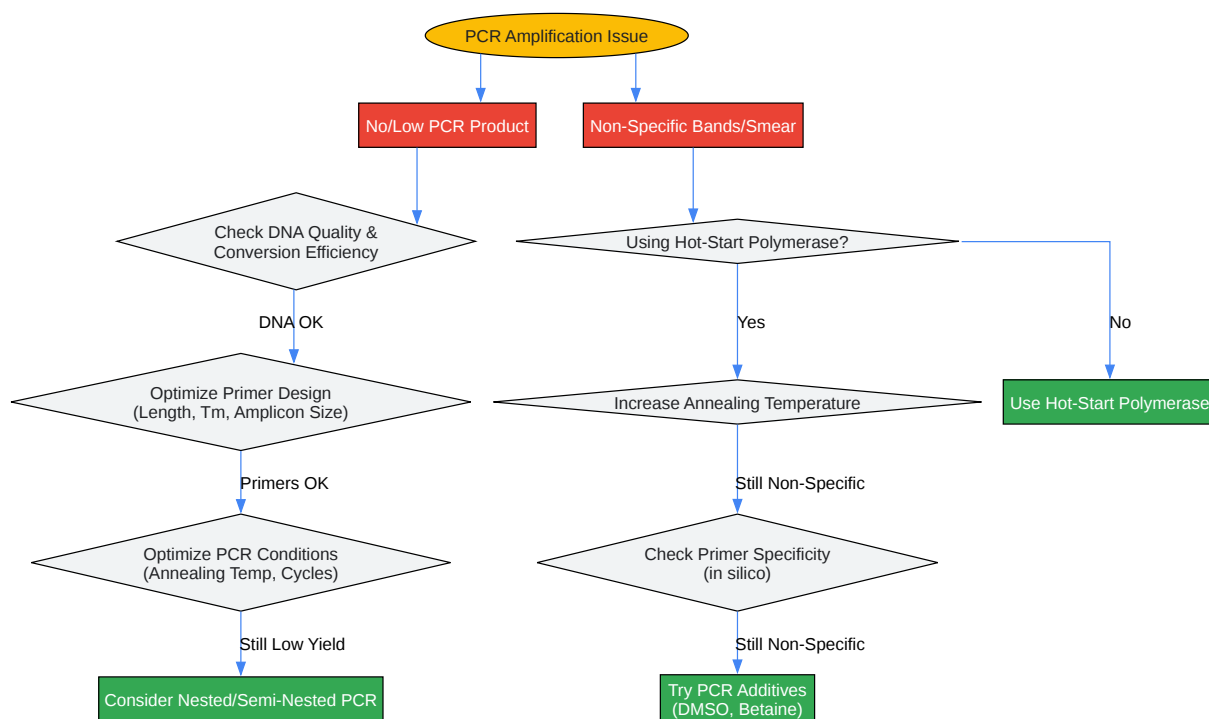 PCR Amplification Issue
No/Low PCR Product
Non-Specific Bands/Smear
Check DNA Quality &
Conversion Efficiency
Using Hot-Start Polymerase?
DNA OK
Yes
No
Optimize Primer Design
(Length, Tm, Amplicon Size)
Increase Annealing Temperature
Use Hot-Start Polymerase
Primers OK
Still Non-Specific
Optimize PCR Conditions
(Annealing Temp, Cycles)
Check Primer Specificity
(in silico)
Still Low Yield
Still Non-Specific
Consider Nested/Semi-Nested PCR
Try PCR Additives
(DMSO, Betaine)